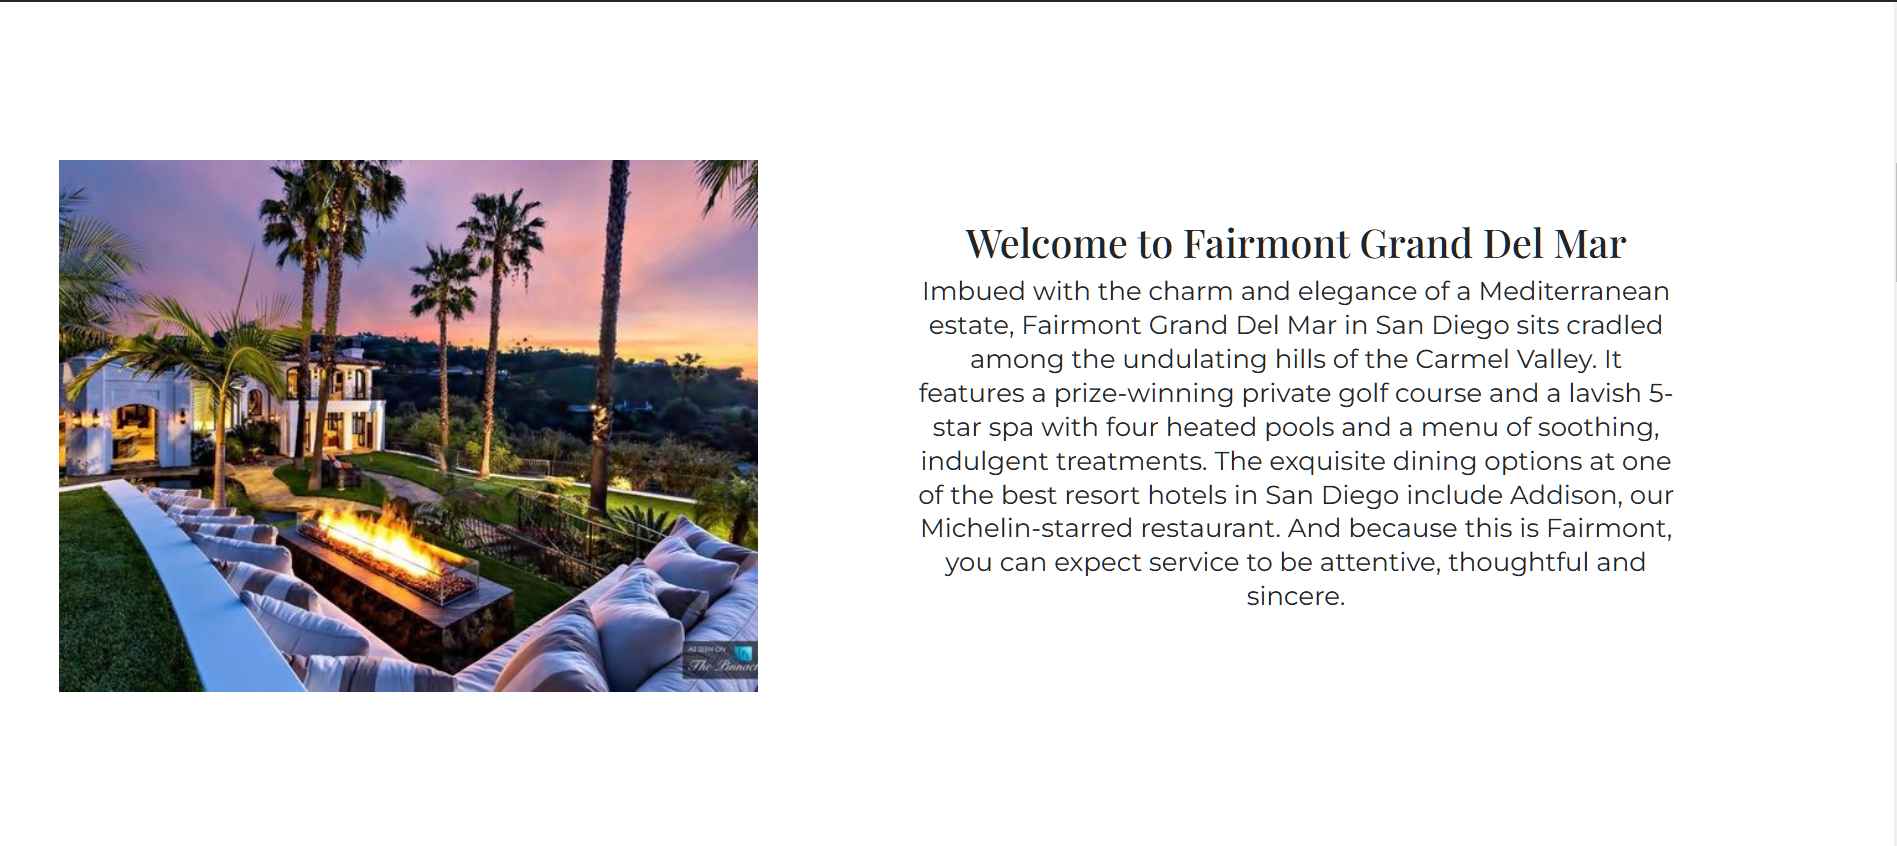 Welcome to Fairmont Grand Del Mar
Imbued with the charm and elegance of a Mediterranean
estate, Fairmont Grand Del Mar in San Diego sits cradled
among the undulating hills of the Carmel Valley. It
features a prize-winning private golf course and a lavish 5-
star spa with four heated pools and a menu of soothing,
indulgent treatments. The exquisite dining options at one
of the best resort hotels in San Diego include Addison, our
Michelin-starred restaurant. And because this is Fairmont,
you can expect service to be attentive, thoughtful and
sincere.
AS SEEN ON
The